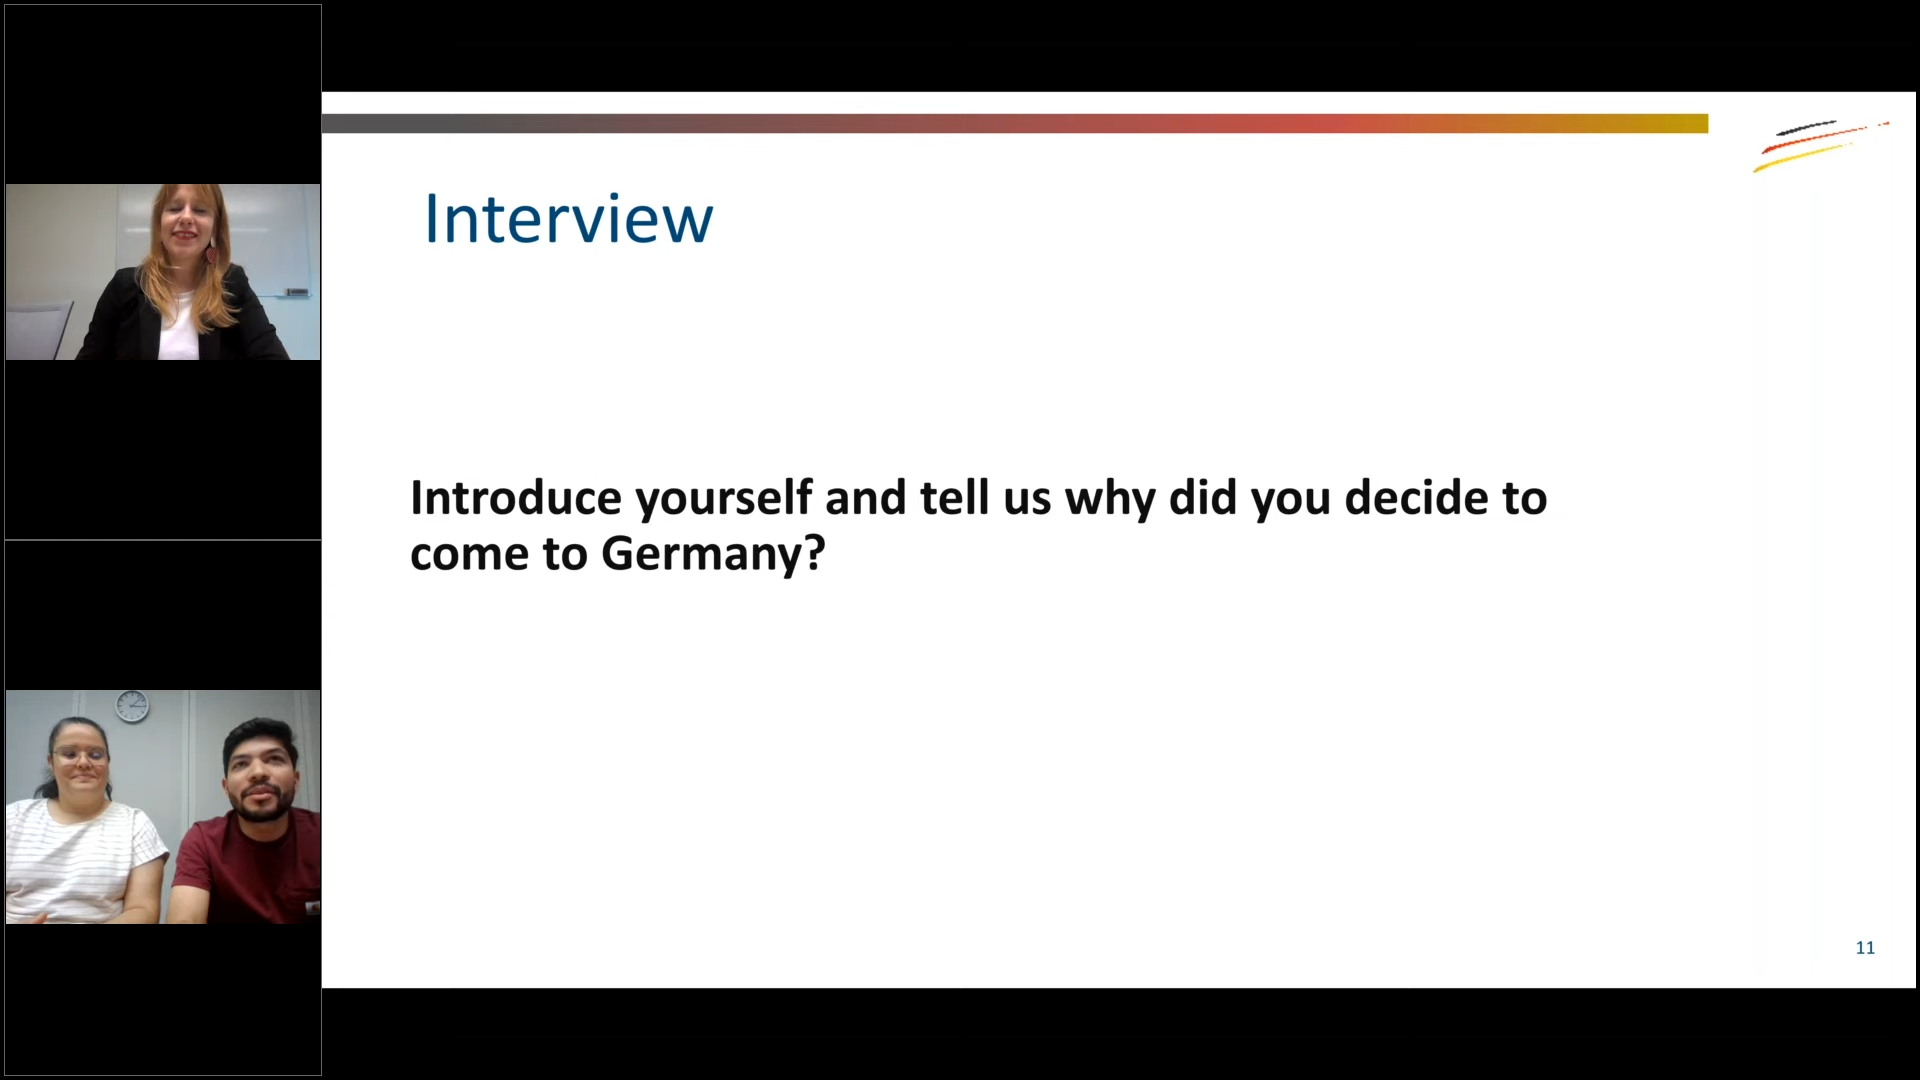 Interview
Introduce yourself and tell us why did you decide to
come to Germany?
11